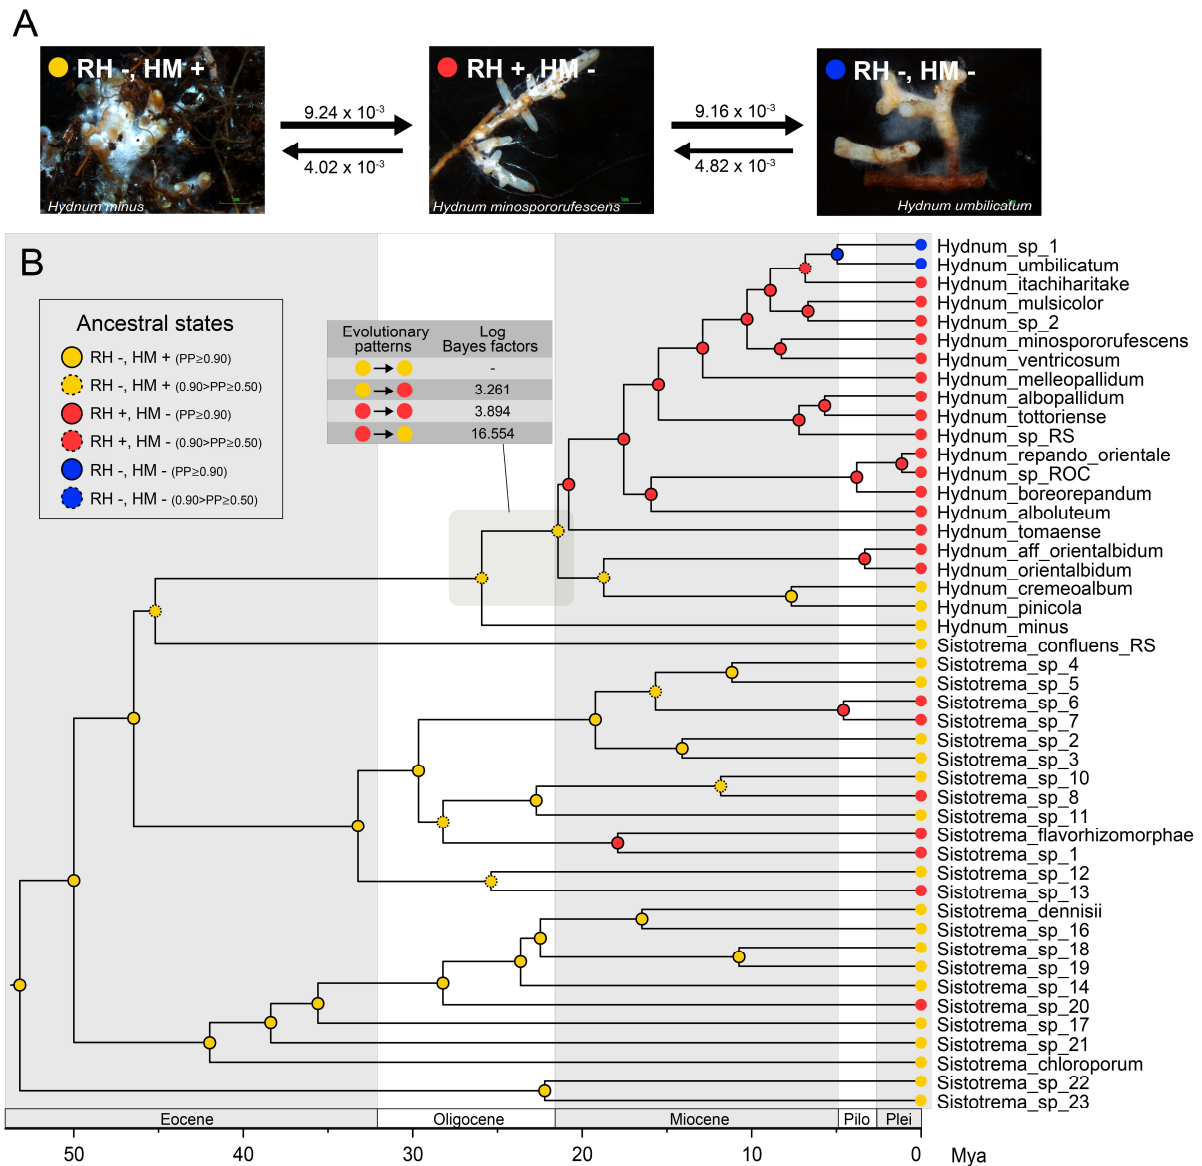 A
RH -, HM +
RH +, HM -
RH -, HM -
9.24 x 10-3
4.02 x 10-3
9.16 x 10-3
4.82 x 10-3
Hydnum minus
Hydnum minospororufescens
Hydnum umbilicatum
B
Ancestral states
RH -, HM + (PP≥0.90)
RH -, HM + (0.90>PP≥0.50)
RH +, HM - (PP≥0.90)
RH +, HM - (0.90>PP≥0.50)
RH -, HM - (PP≥0.90)
RH -, HM - (0.90>PP≥0.50)
Evolutionary patterns
Log Bayes factors
-
3.261
3.894
16.554
Hydnum_sp_1
Hydnum_umbilicatum
Hydnum_itachiharitake
Hydnum_mulsicolor
Hydnum_sp_2
Hydnum_minospororufescens
Hydnum_ventricosum
Hydnum_melleopallidum
Hydnum_albopallidum
Hydnum_tottoriense
Hydnum_sp_RS
Hydnum_repando_orientale
Hydnum_sp_ROC
Hydnum_boreorepandum
Hydnum_alboluteum
Hydnum_tomaense
Hydnum_aff_orientalbidum
Hydnum_orientalbidum
Hydnum_cremeoalbum
Hydnum_pinicola
Hydnum_minus
Sistotrema_confluens_RS
Sistotrema_sp_4
Sistotrema_sp_5
Sistotrema_sp_6
Sistotrema_sp_7
Sistotrema_sp_2
Sistotrema_sp_3
Sistotrema_sp_10
Sistotrema_sp_8
Sistotrema_sp_11
Sistotrema_flavorhizomorphae
Sistotrema_sp_1
Sistotrema_sp_12
Sistotrema_sp_13
Sistotrema_dennisii
Sistotrema_sp_16
Sistotrema_sp_18
Sistotrema_sp_19
Sistotrema_sp_14
Sistotrema_sp_20
Sistotrema_sp_17
Sistotrema_sp_21
Sistotrema_chloroporum
Sistotrema_sp_22
Sistotrema_sp_23
Eocene Oligocene Miocene Pilo Plei
50 40 30 20 10 0 Mya